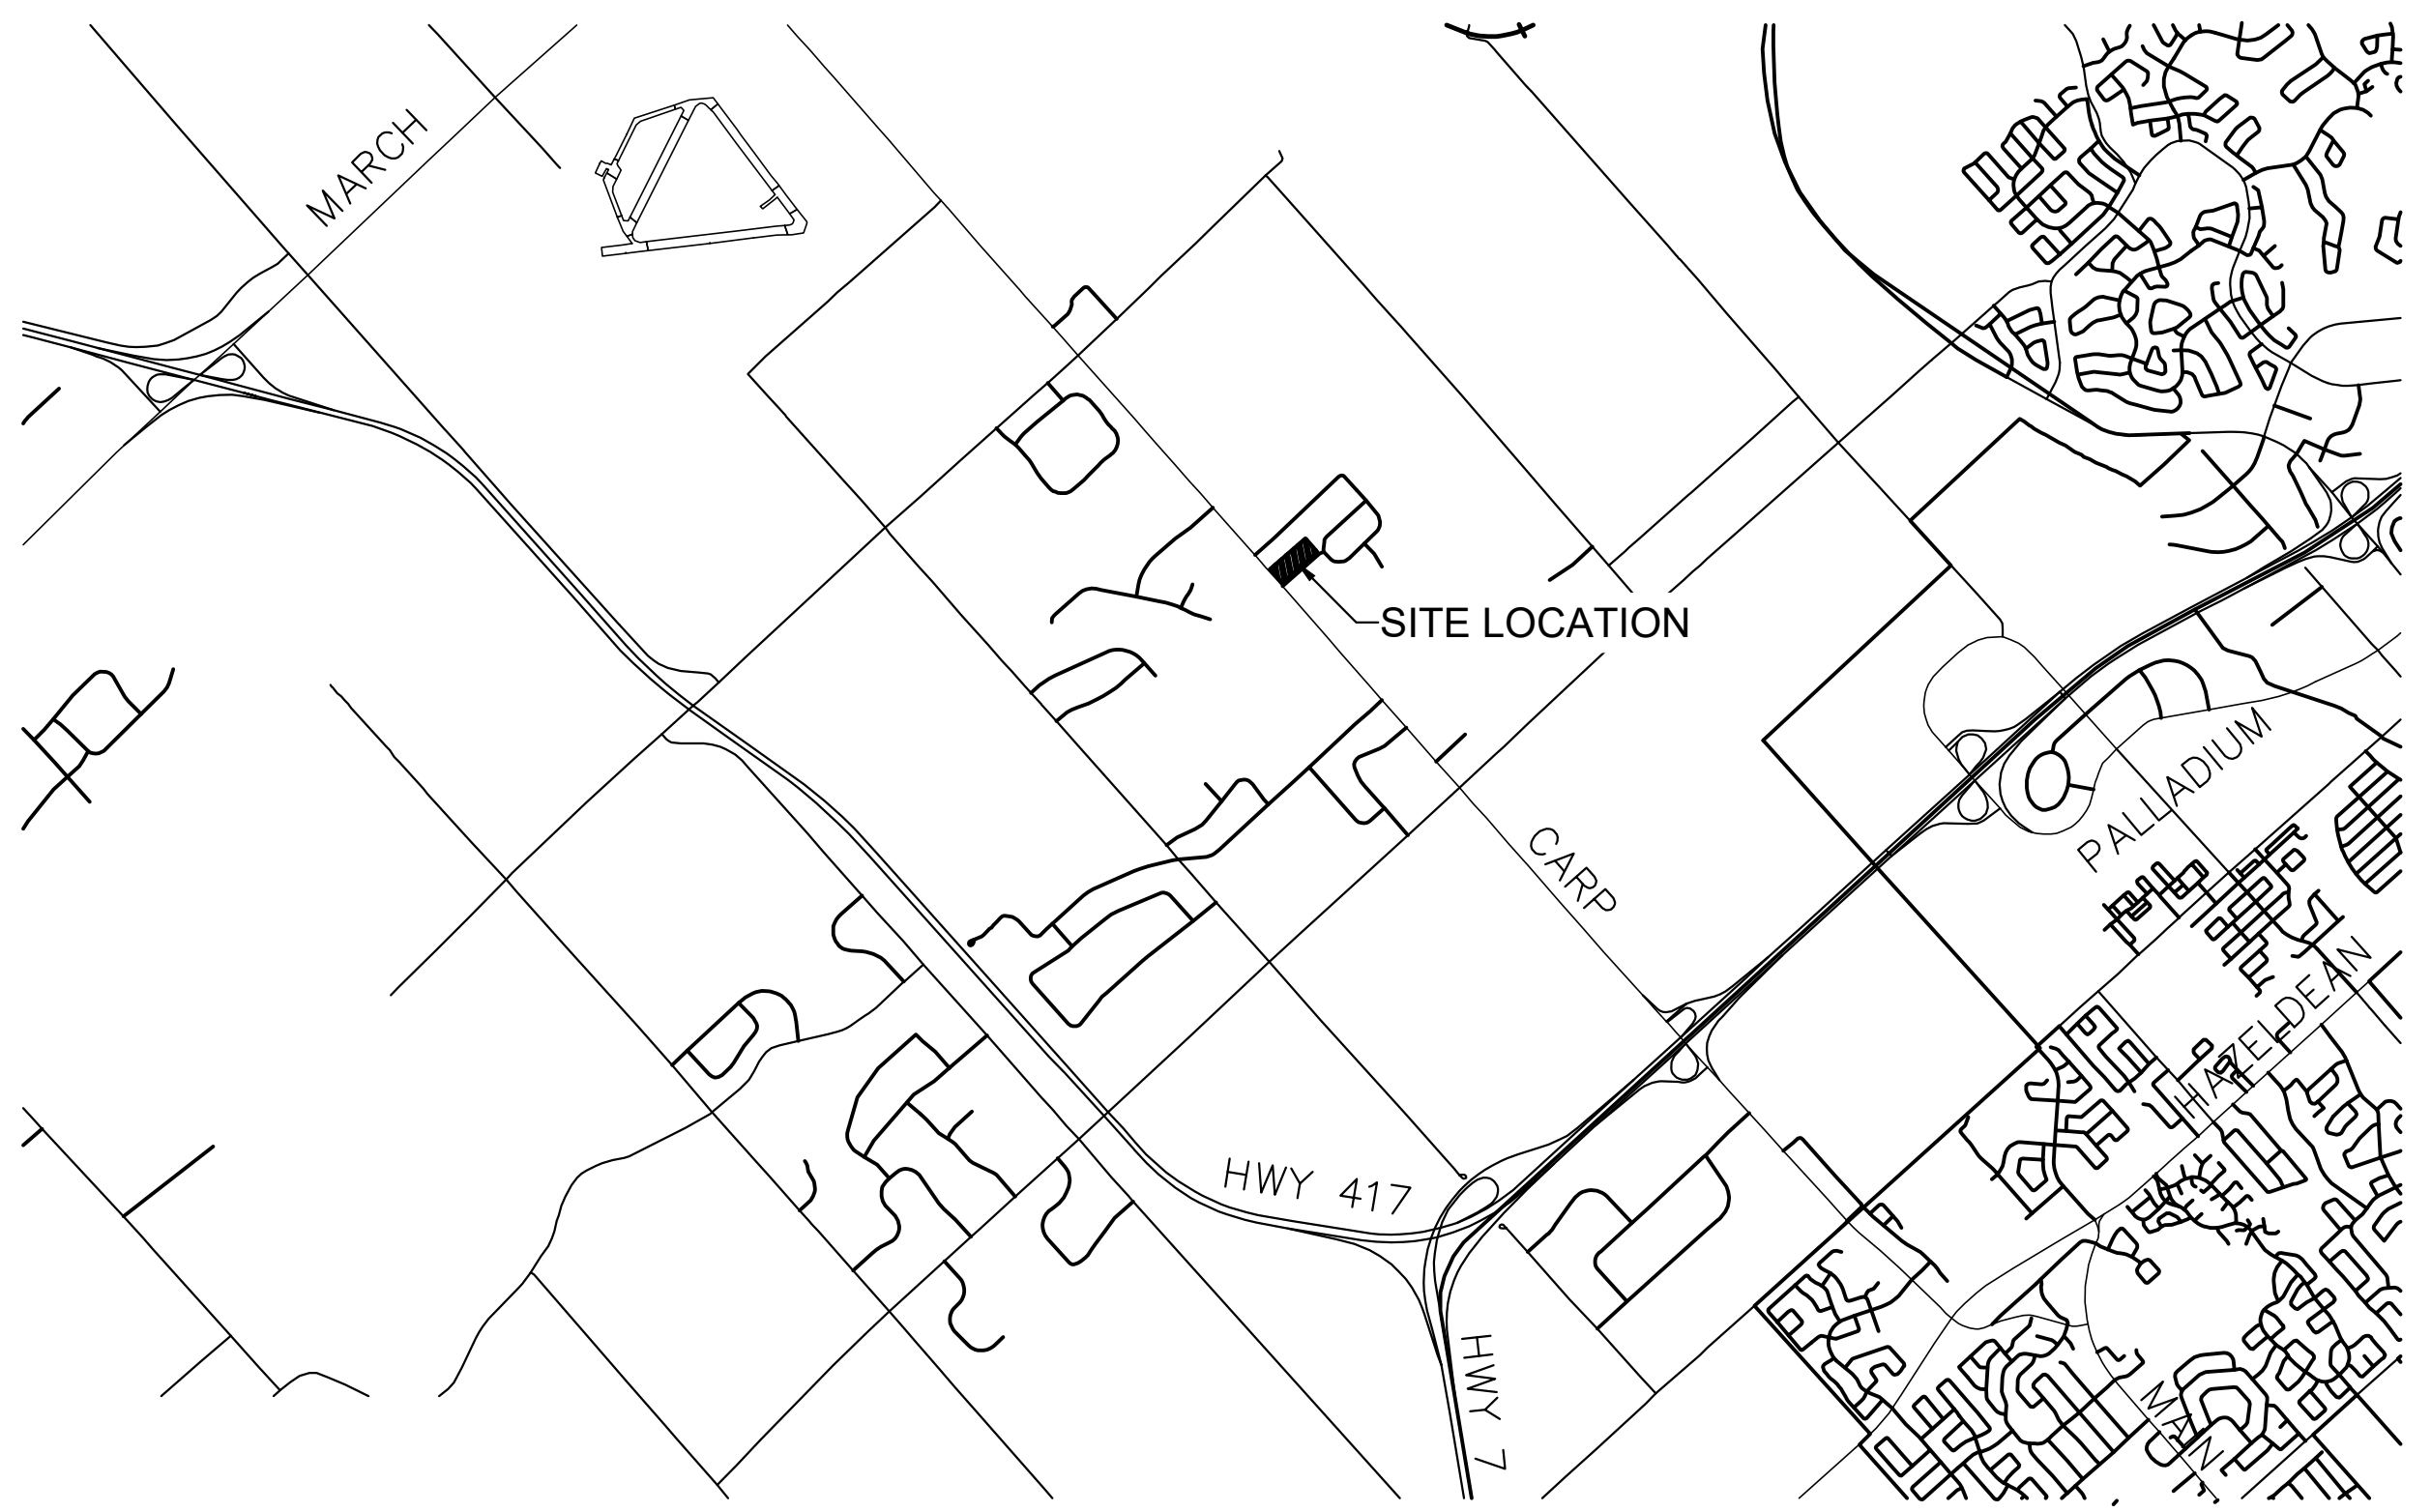 MARCH
SITE LOCATION
PALLADIUM
CARP
HAZELDEAN
HWY 417
HWY 7
MAIN